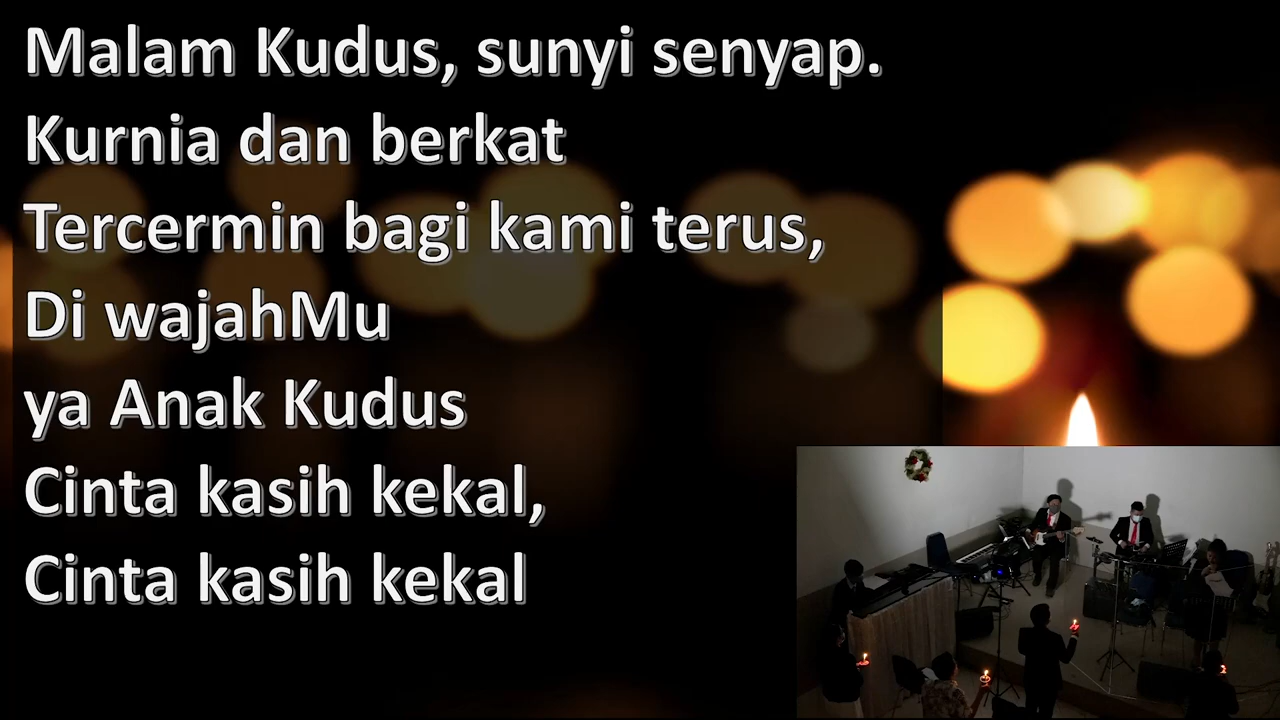 Malam Kudus, sunyi senyap.
Kurnia dan berkat
Tercermin bagi kami terus,
Di wajahMu
ya Anak Kudus
Cinta kasih kekal,
Cinta kasih kekal